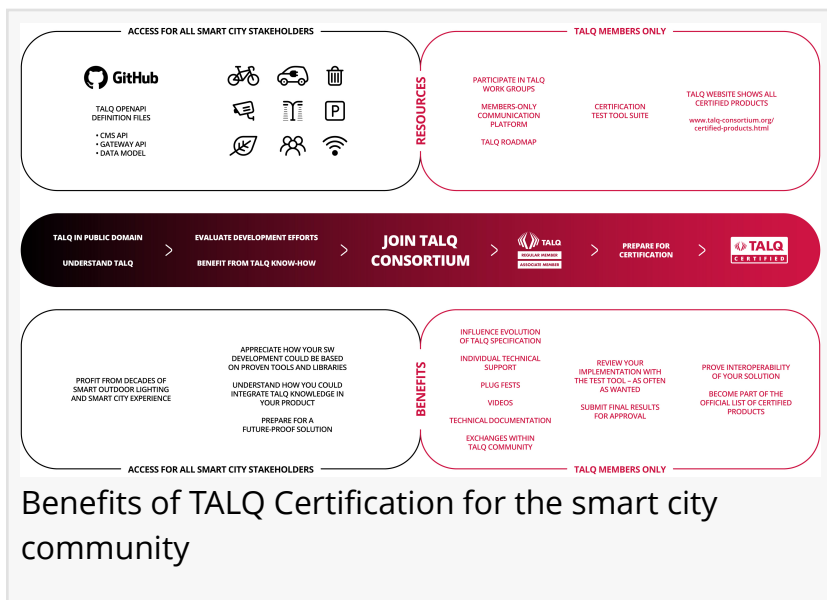 ACCESS FOR ALL SMART CITY STAKEHOLDERS
TALQ MEMBERS ONLY
GitHub
TALQ OPENAPI
DEFINITION FILES
• CMS API
• GATEWAY API
• DATA MODEL
P
RESOURCES
PARTICIPATE IN TALQ
WORK GROUPS
MEMBERS-ONLY
COMMUNICATION
PLATFORM
TALQ ROADMAP
CERTIFICATION
TEST TOOL SUITE
TALQ WEBSITE SHOWS ALL
CERTIFIED PRODUCTS
www.talq-consortium.org/
certified-products.html
TALQ IN PUBLIC DOMAIN
UNDERSTAND TALQ
EVALUATE DEVELOPMENT EFFORTS
BENEFIT FROM TALQ KNOW-HOW
JOIN TALQ
CONSORTIUM
TALQ
REGULAR MEMBER
ASSOCIATE MEMBER
PREPARE FOR
CERTIFICATION
TALQ
CERTIFIED
PROFIT FROM DECADES OF
SMART OUTDOOR LIGHTING
AND SMART CITY EXPERIENCE
APPRECIATE HOW YOUR SW
DEVELOPMENT COULD BE BASED
ON PROVEN TOOLS AND LIBRARIES
UNDERSTAND HOW YOU COULD
INTEGRATE TALQ KNOWLEDGE IN
YOUR PRODUCT
PREPARE FOR A
FUTURE-PROOF SOLUTION
BENEFITS
INFLUENCE EVOLUTION
OF TALQ SPECIFICATION
INDIVIDUAL TECHNICAL
SUPPORT
PLUG FESTS
VIDEOS
TECHNICAL DOCUMENTATION
EXCHANGES WITHIN
TALQ COMMUNITY
REVIEW YOUR
IMPLEMENTATION WITH
THE TEST TOOL – AS OFTEN
AS WANTED
SUBMIT FINAL RESULTS
FOR APPROVAL
PROVE INTEROPERABILITY
OF YOUR SOLUTION
BECOME PART OF THE
OFFICIAL LIST OF CERTIFIED
PRODUCTS
ACCESS FOR ALL SMART CITY STAKEHOLDERS
TALQ MEMBERS ONLY
Benefits of TALQ Certification for the smart city
community